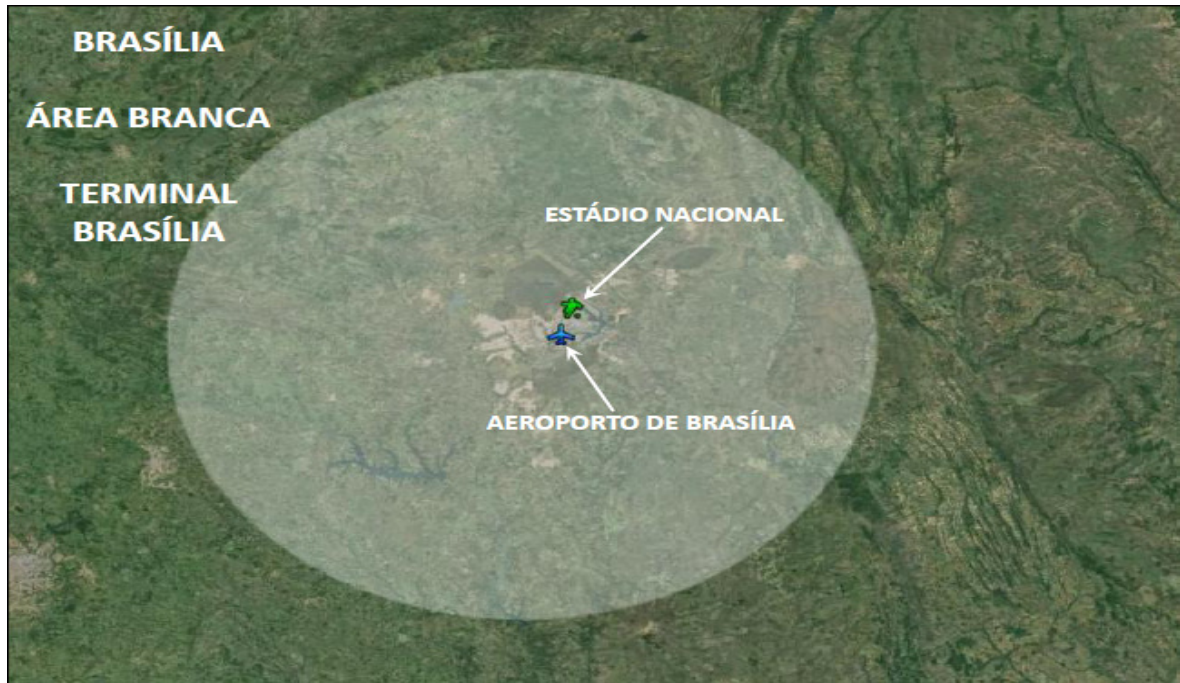 BRASÍLIA
ÁREA BRANCA
TERMINAL
BRASÍLIA
ESTÁDIO NACIONAL
AEROPORTO DE BRASÍLIA